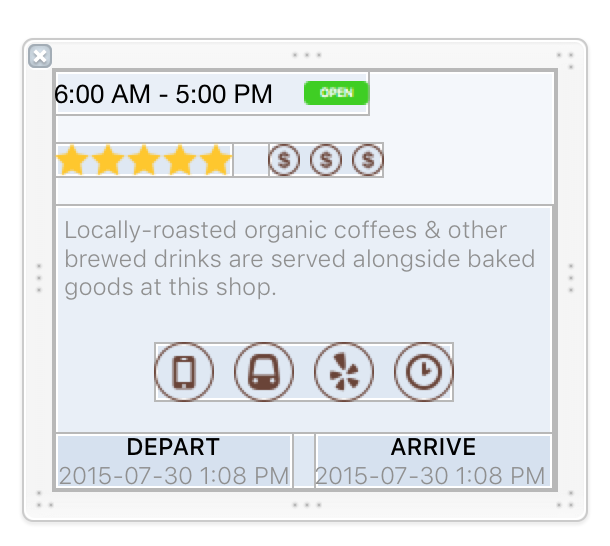 6:00 AM - 5:00 PM OPEN
$ $ $
Locally-roasted organic coffees & other
brewed drinks are served alongside baked
goods at this shop.
DEPART ARRIVE
2015-07-30 1:08 PM 2015-07-30 1:08 PM